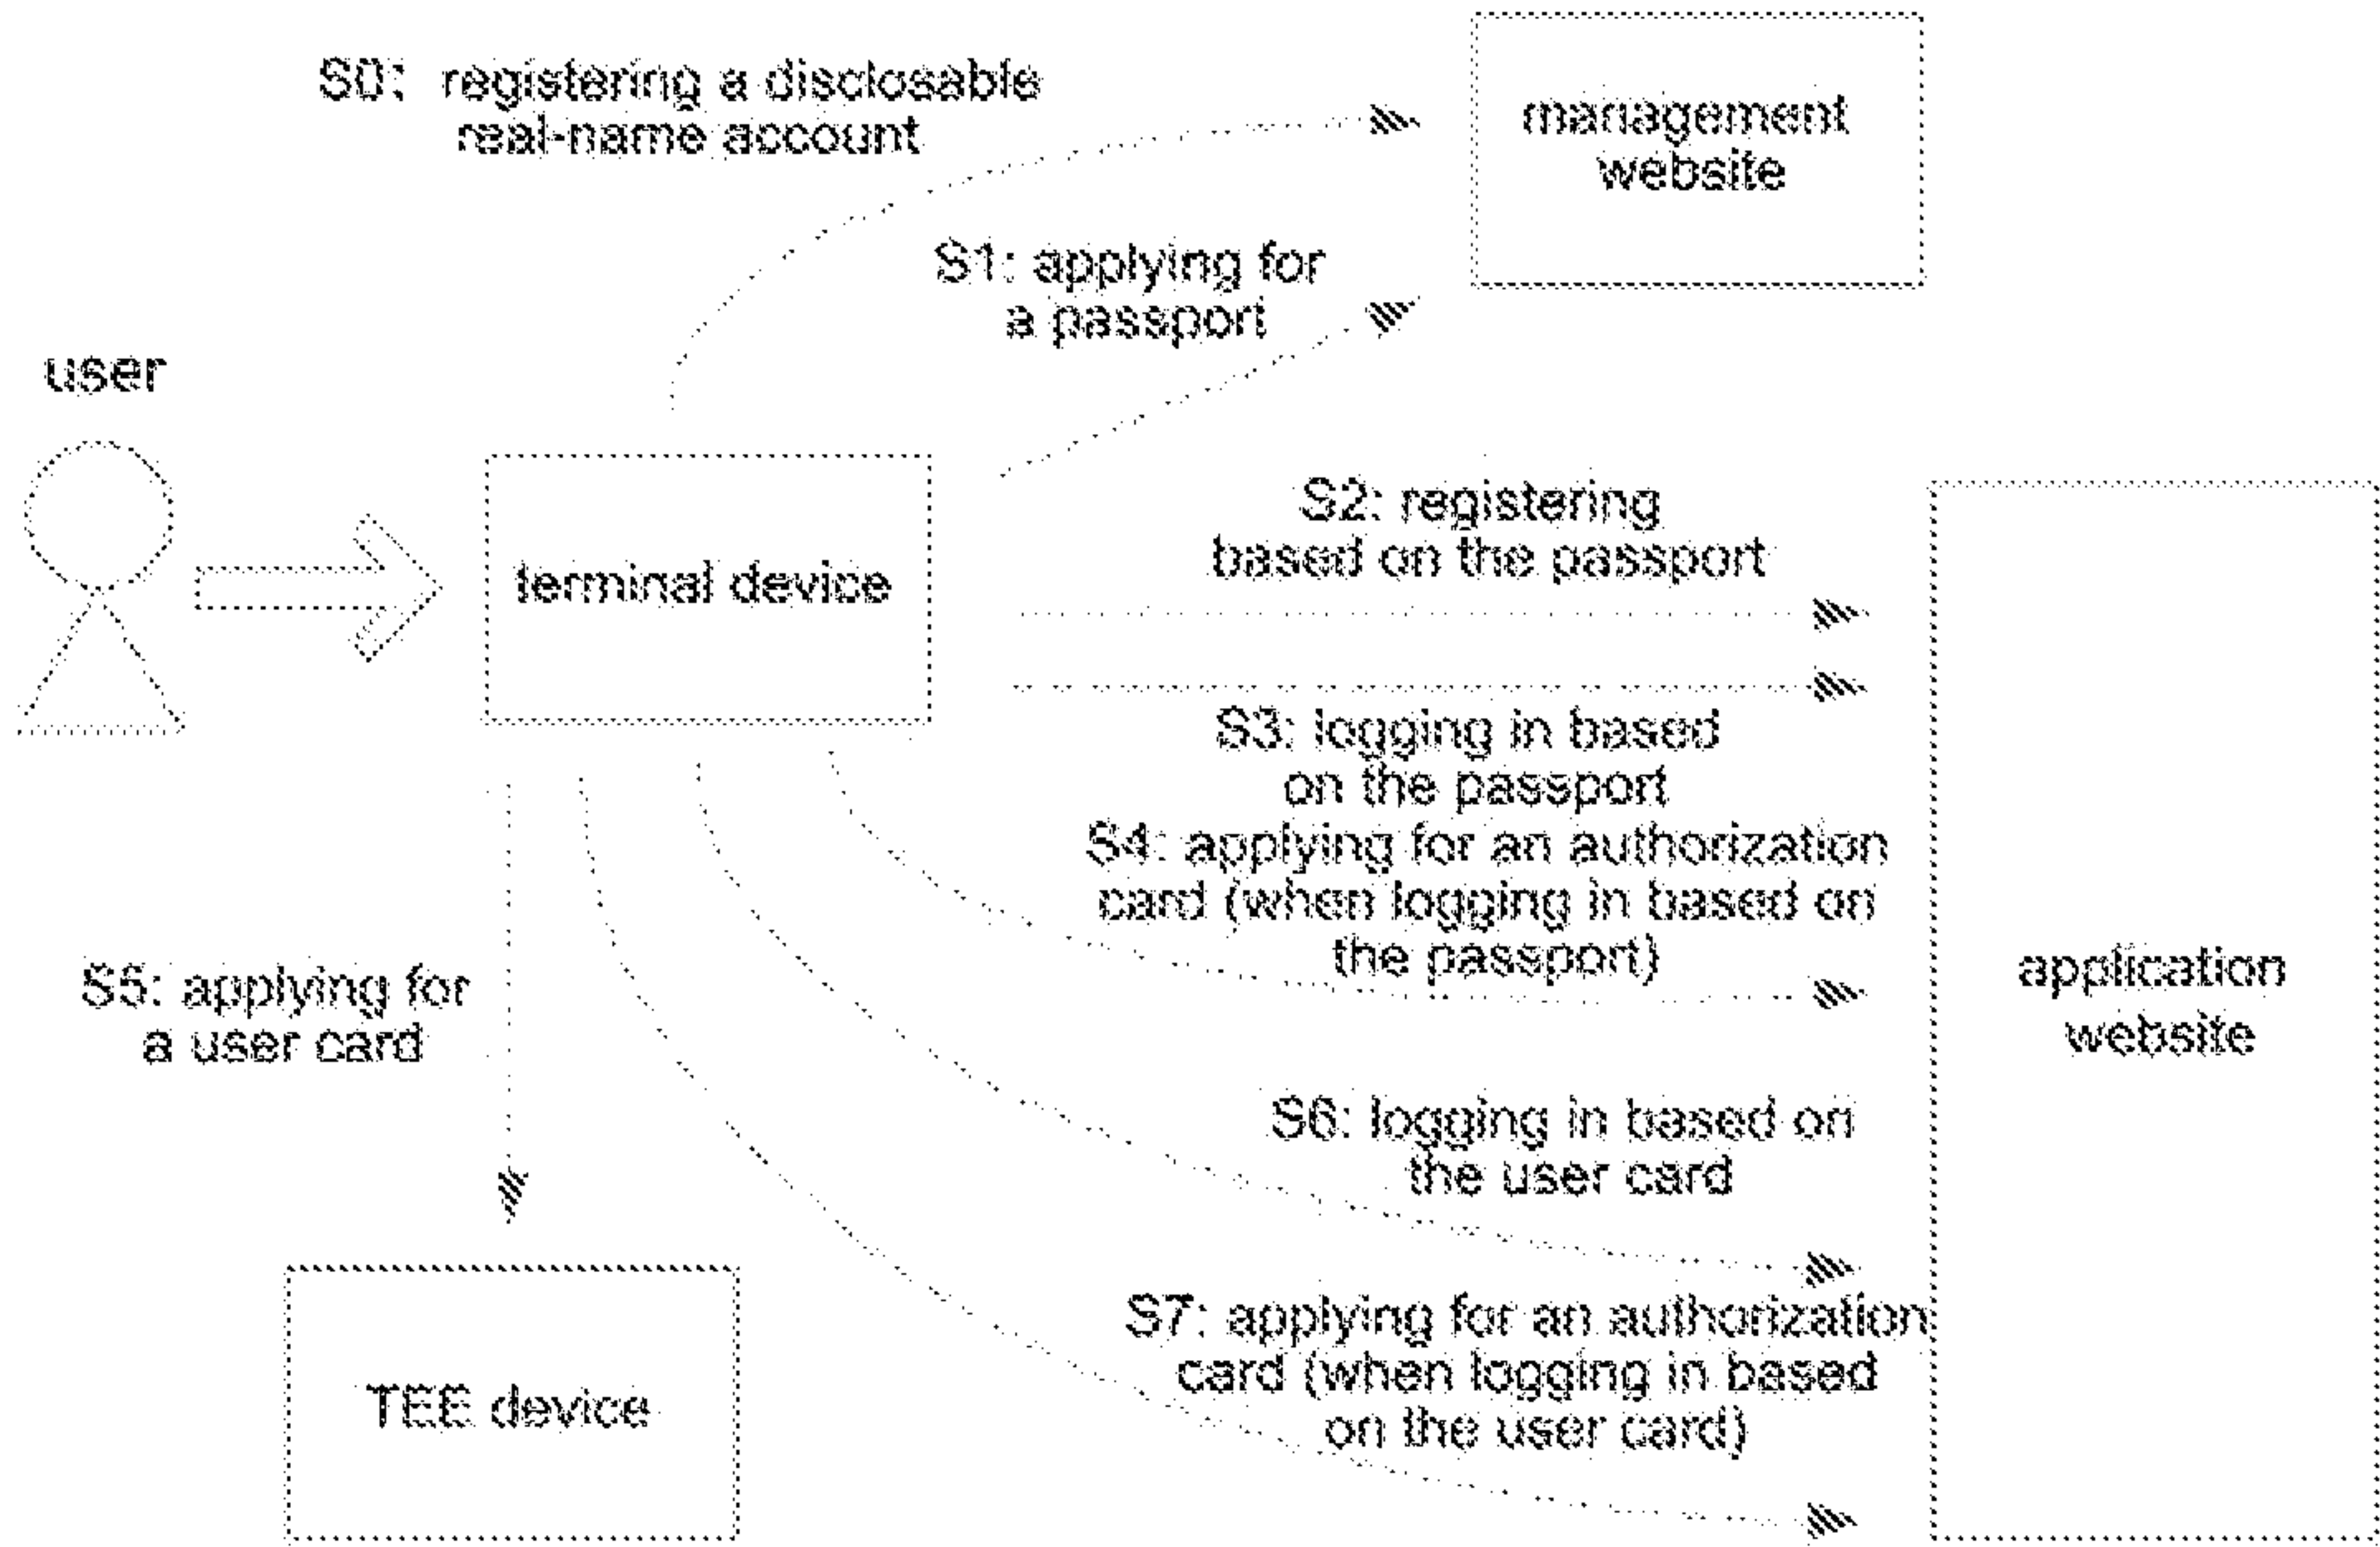 S0: registering a disclosable
real-name account
management
website
S1: applying for
a passport
user
terminal device
S2: registering
based on the passport
S3: logging in based
on the passport
S4: applying for an authorization
card (when logging in based on
the passport)
application
website
S5: applying for
a user card
S6: logging in based on
the user card
S7: applying for an authorization
card (when logging in based
on the user card)
TEE device